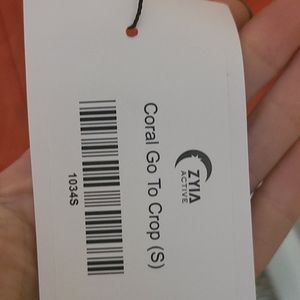 ZYIA
ACTIVE
Coral Go To Crop (S)
1034S